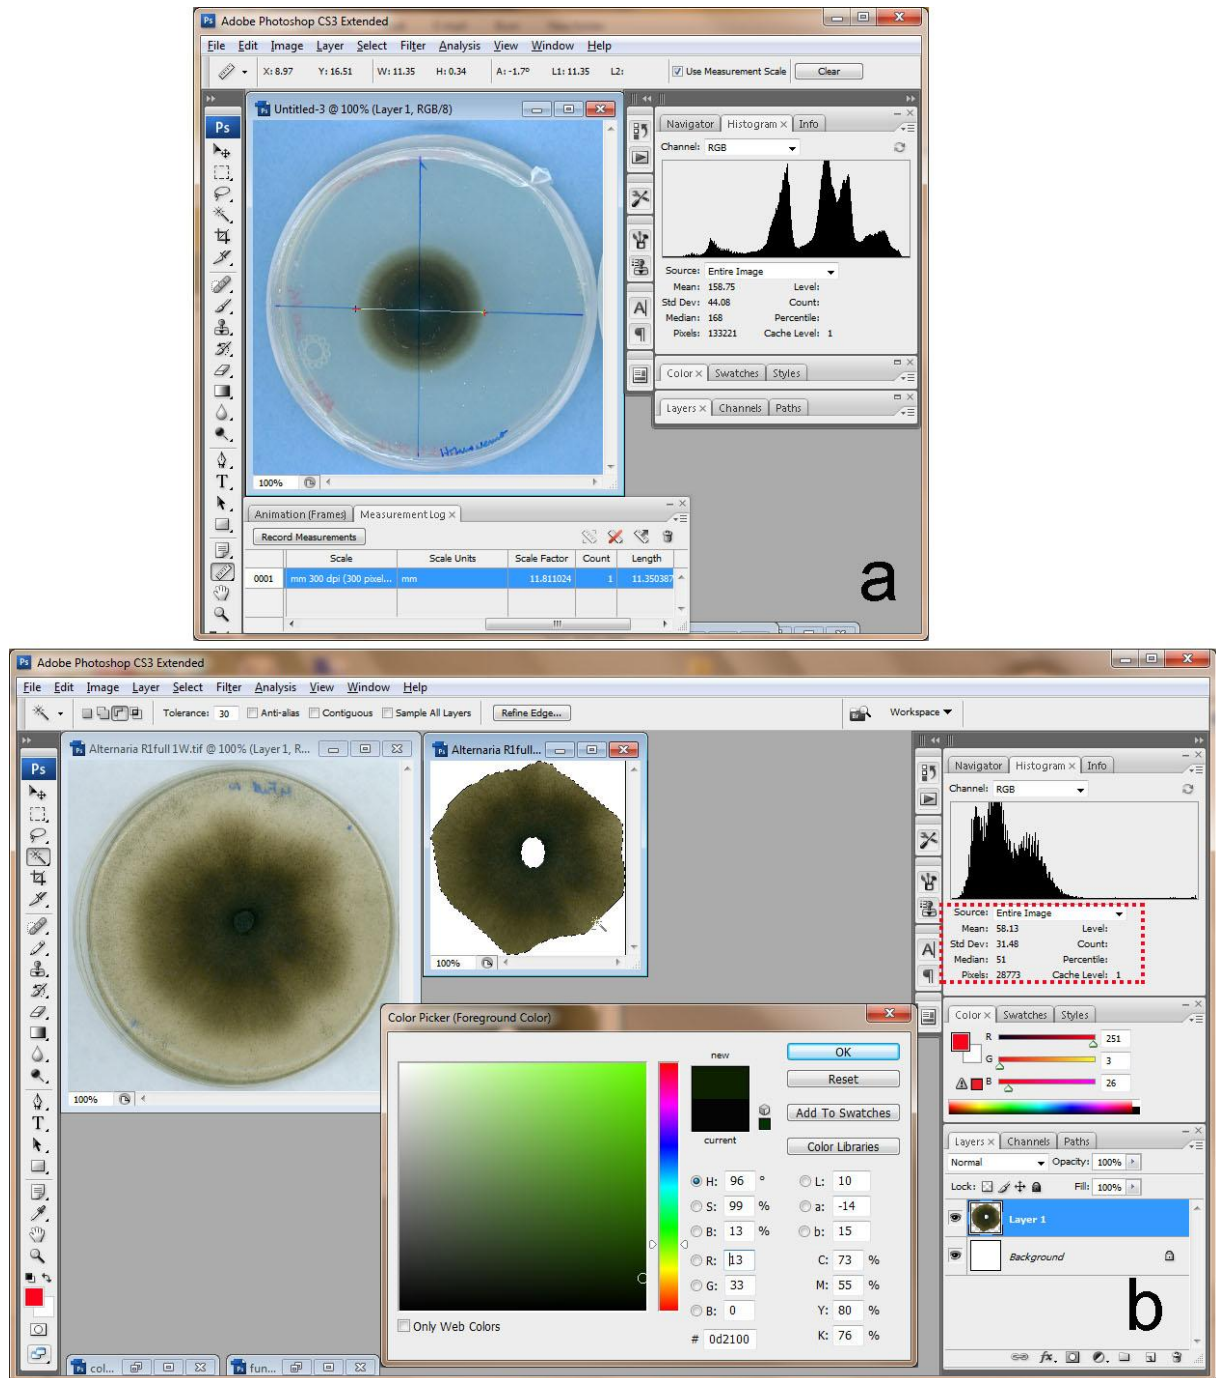 Adobe Photoshop CS3 Extended
File Edit Image Layer Select Filter Analysis View Window Help
X: 8.97 Y: 16.51 W: 11.35 H: 0.34 A: -1.7° L1: 11.35 L2: Use Measurement Scale Clear
Untitled-3 @ 100% (Layer 1, RGB/8)
Ps
Navigator Histogram × Info
Channel: RGB
Source: Entire Image
Mean: 158.75 Level:
Std Dev: 44.08 Count:
Median: 168 Percentile:
Pixels: 133221 Cache Level: 1
Color × Swatches Styles
Layers × Channels Paths
100%
Animation (Frames) Measurement Log ×
Record Measurements
Scale Scale Units Scale Factor Count Length
0001 mm 300 dpi (300 pixel... mm 11.811024 1 11.350387
a
Adobe Photoshop CS3 Extended
File Edit Image Layer Select Filter Analysis View Window Help
Tolerance: 30 Anti-alias Contiguous Sample All Layers Refine Edge... Workspace
Alternaria R1full 1W.tif @ 100% (Layer 1, R...
Alternaria R1full...
Ps
100%
100%
Navigator Histogram × Info
Channel: RGB
Source: Entire Image
Mean: 58.13 Level:
Std Dev: 31.48 Count:
Median: 51 Percentile:
Pixels: 28773 Cache Level: 1
Color × Swatches Styles
R 251
G 3
B 26
Layers × Channels Paths
Normal Opacity: 100%
Lock: Fill: 100%
Layer 1
Background
Color Picker (Foreground Color)
new
current
OK
Reset
Add To Swatches
Color Libraries
H: 96 ° L: 10
S: 99 % a: -14
B: 13 % b: 15
R: 13 C: 73 %
G: 33 M: 55 %
B: 0 Y: 80 %
# 0d2100 K: 76 %
Only Web Colors
col...
fun...
b